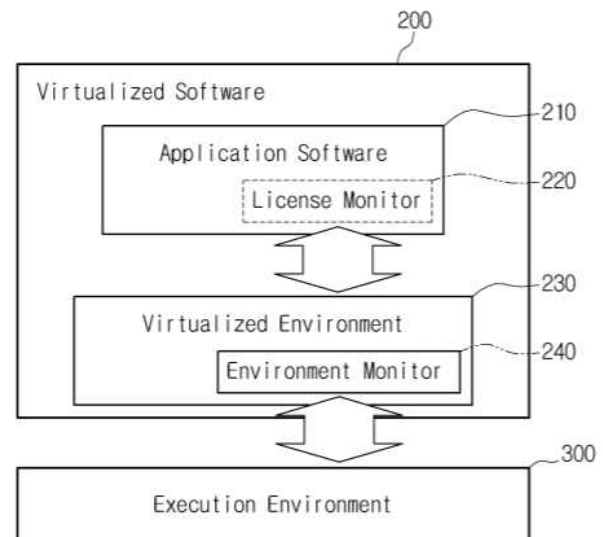 200
Virtualized Software
210
Application Software
220
License Monitor
230
Virtualized Environment
240
Environment Monitor
300
Execution Environment